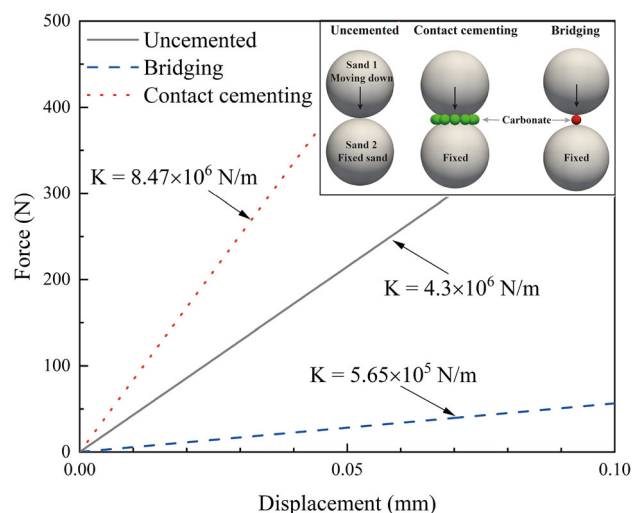 500
400
300
200
100
0
Force (N)
0.00
0.05
0.10
Displacement (mm)
Uncemented
Bridging
Contact cementing
K = 8.47×10⁶ N/m
K = 4.3×10⁶ N/m
K = 5.65×10⁵ N/m
Uncemented
Contact cementing
Bridging
Sand 1
Moving down
Sand 2
Fixed sand
Carbonate
Fixed
Fixed